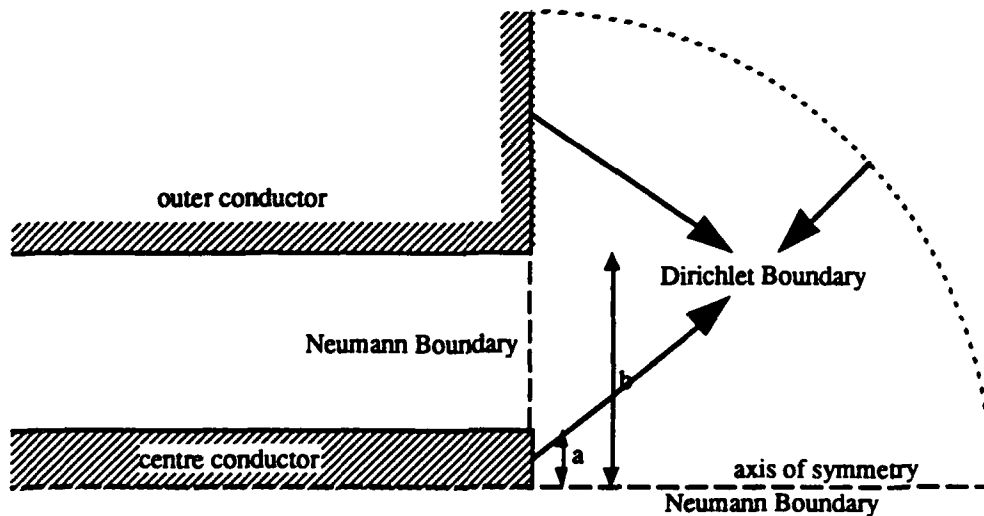 outer conductor
Dirichlet Boundary
Neumann Boundary
b
a
centre conductor
axis of symmetry
Neumann Boundary